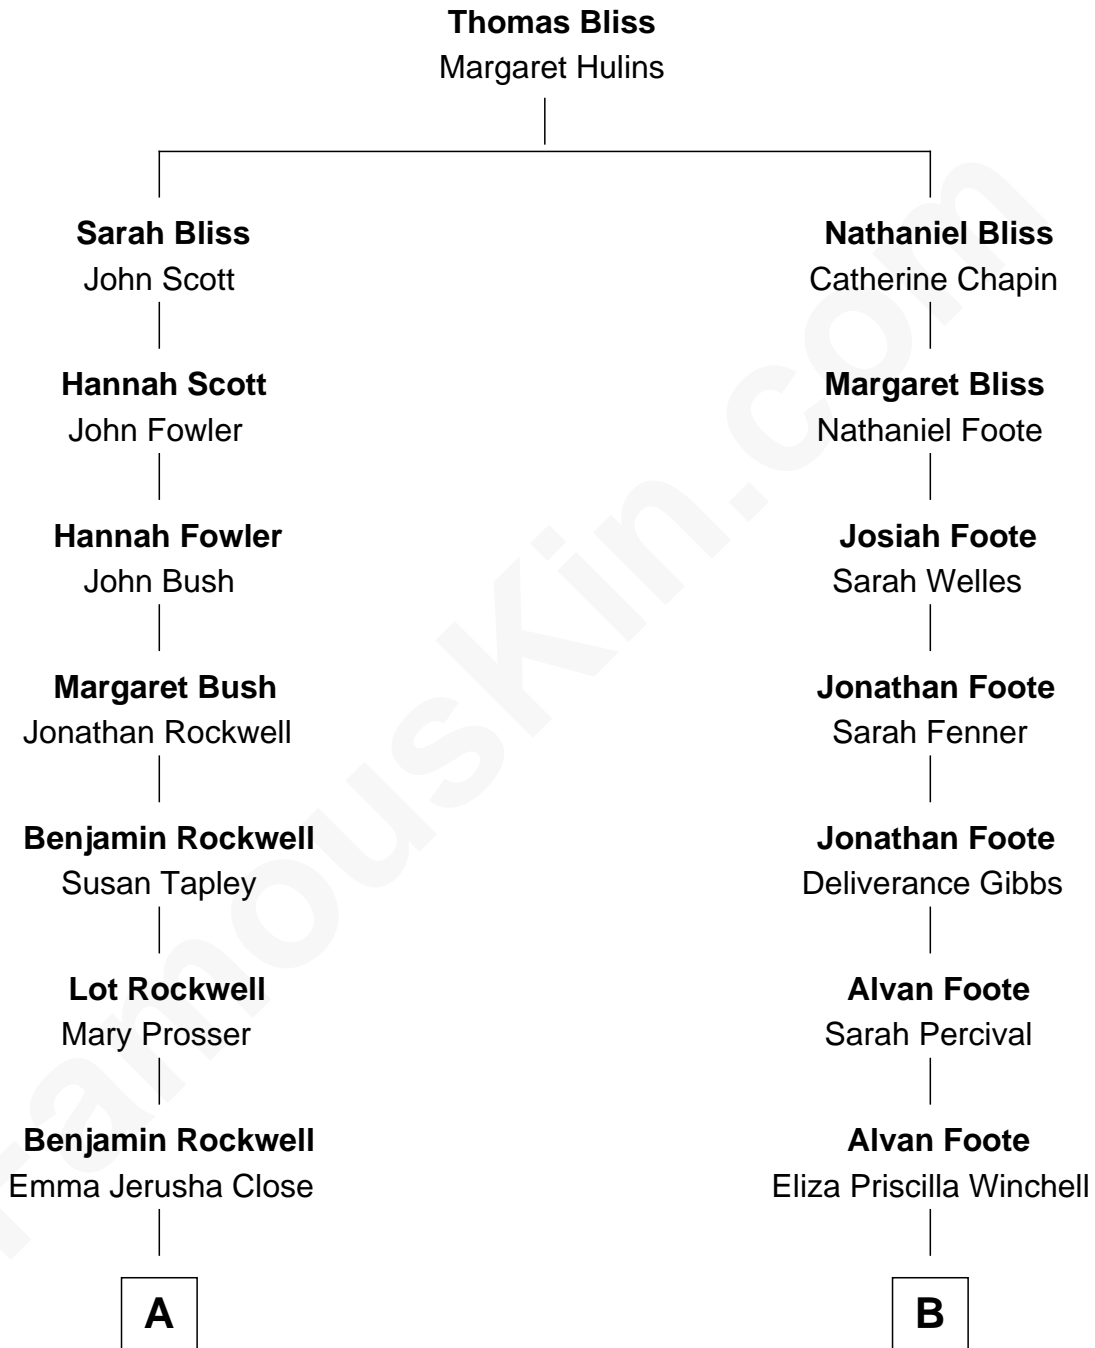 Thomas Bliss
Margaret Hulins
Sarah Bliss
John Scott
Nathaniel Bliss
Catherine Chapin
Hannah Scott
John Fowler
Margaret Bliss
Nathaniel Foote
Hannah Fowler
John Bush
Josiah Foote
Sarah Welles
Margaret Bush
Jonathan Rockwell
Jonathan Foote
Sarah Fenner
Benjamin Rockwell
Susan Tapley
Jonathan Foote
Deliverance Gibbs
Lot Rockwell
Mary Prosser
Alvan Foote
Sarah Percival
Benjamin Rockwell
Emma Jerusha Close
Alvan Foote
Eliza Priscilla Winchell
A
B
FamousKin.com